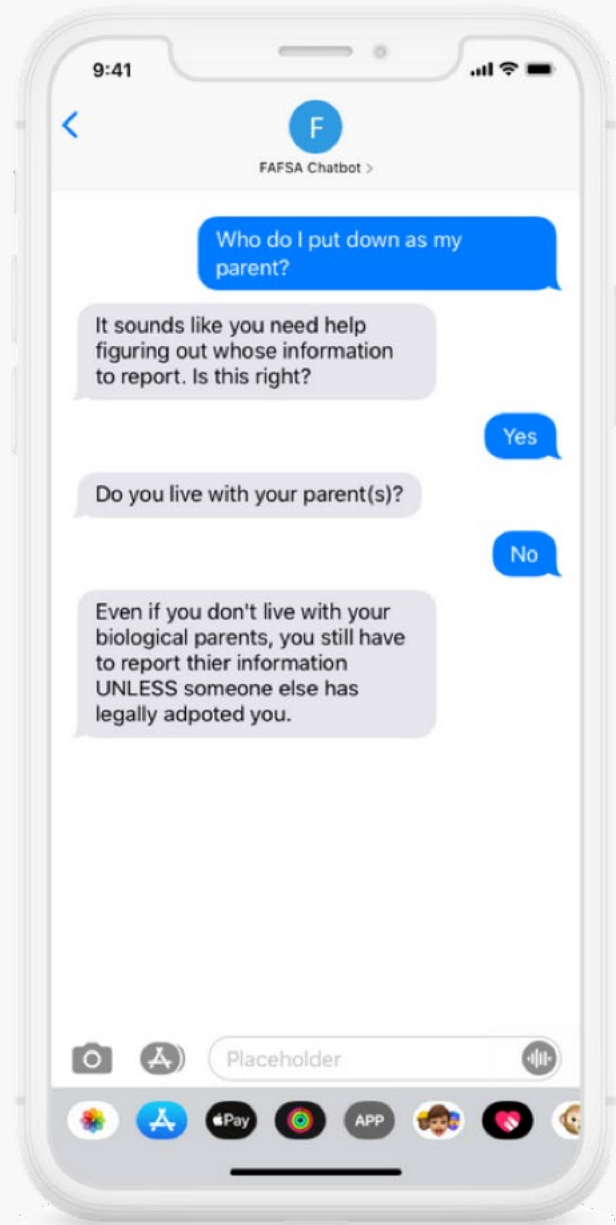 9:41
F
FAFSA Chatbot >
Who do I put down as my
parent?
It sounds like you need help
figuring out whose information
to report. Is this right?
Yes
Do you live with your parent(s)?
No
Even if you don't live with your
biological parents, you still have
to report thier information
UNLESS someone else has
legally adpoted you.
Placeholder
Pay
APP